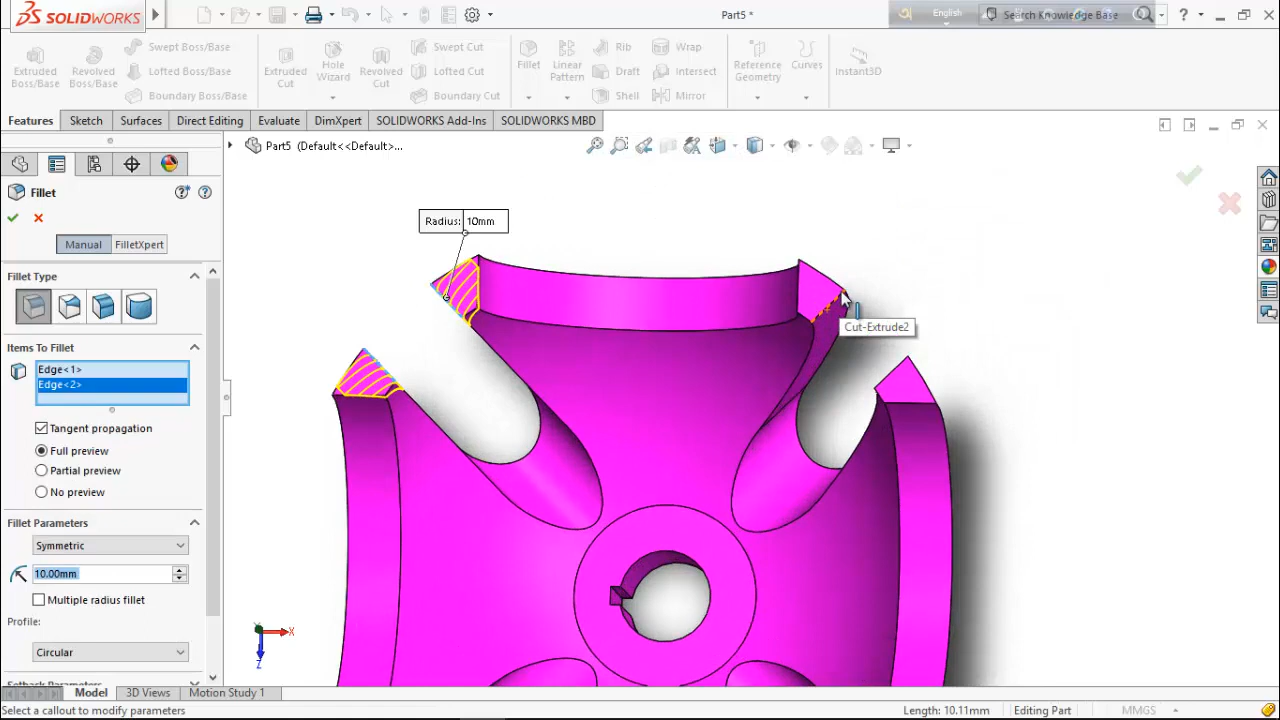 SOLIDWORKS
Part5 *
English
Search Knowledge Base
Extruded Boss/Base
Revolved Boss/Base
Swept Boss/Base
Lofted Boss/Base
Boundary Boss/Base
Extruded Cut
Hole Wizard
Revolved Cut
Swept Cut
Lofted Cut
Boundary Cut
Fillet
Linear Pattern
Rib
Draft
Shell
Wrap
Intersect
Mirror
Reference Geometry
Curves
Instant3D
Features
Sketch
Surfaces
Direct Editing
Evaluate
DimXpert
SOLIDWORKS Add-Ins
SOLIDWORKS MBD
Part5 (Default<<Default>...
Fillet
Manual
FilletXpert
Fillet Type
Items To Fillet
Edge<1>
Edge<2>
Tangent propagation
Full preview
Partial preview
No preview
Fillet Parameters
Symmetric
10.00mm
Multiple radius fillet
Profile:
Circular
Setback Parameters
Radius: 10mm
Cut-Extrude2
X
Z
Model
3D Views
Motion Study 1
Select a callout to modify parameters
Length: 10.11mm
Editing Part
MMGS